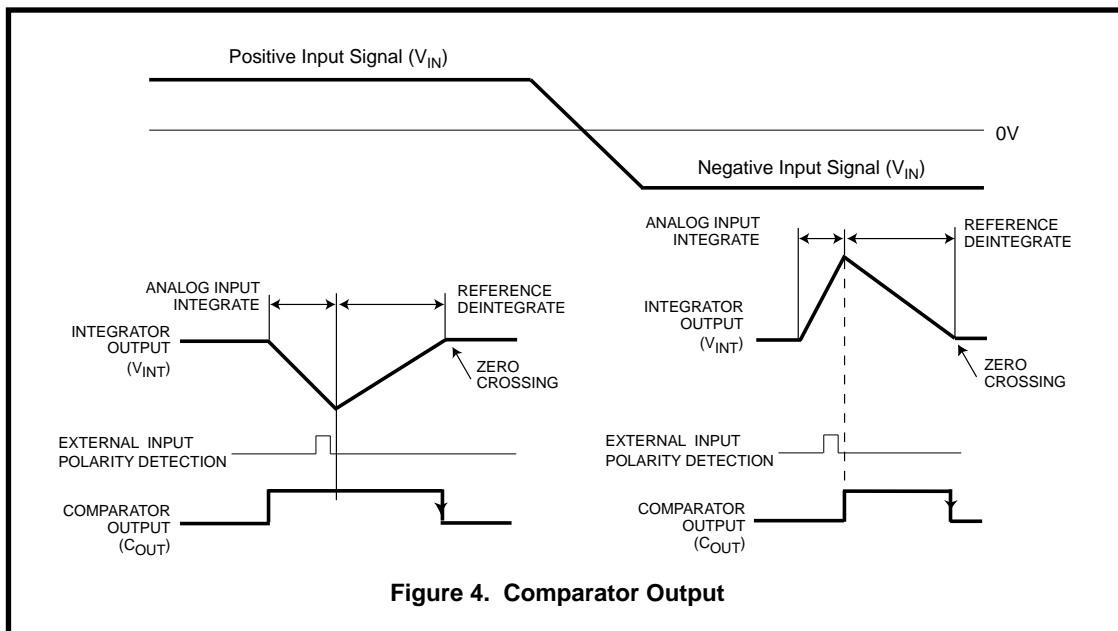 Positive Input Signal (VIN)
0V
Negative Input Signal (VIN)
ANALOG INPUT
INTEGRATE
REFERENCE
DEINTEGRATE
INTEGRATOR
OUTPUT
(VINT)
ZERO
CROSSING
EXTERNAL INPUT
POLARITY DETECTION
COMPARATOR
OUTPUT
(COUT)
ANALOG INPUT
INTEGRATE
REFERENCE
DEINTEGRATE
INTEGRATOR
OUTPUT
(VINT)
ZERO
CROSSING
EXTERNAL INPUT
POLARITY DETECTION
COMPARATOR
OUTPUT
(COUT)
Figure 4. Comparator Output